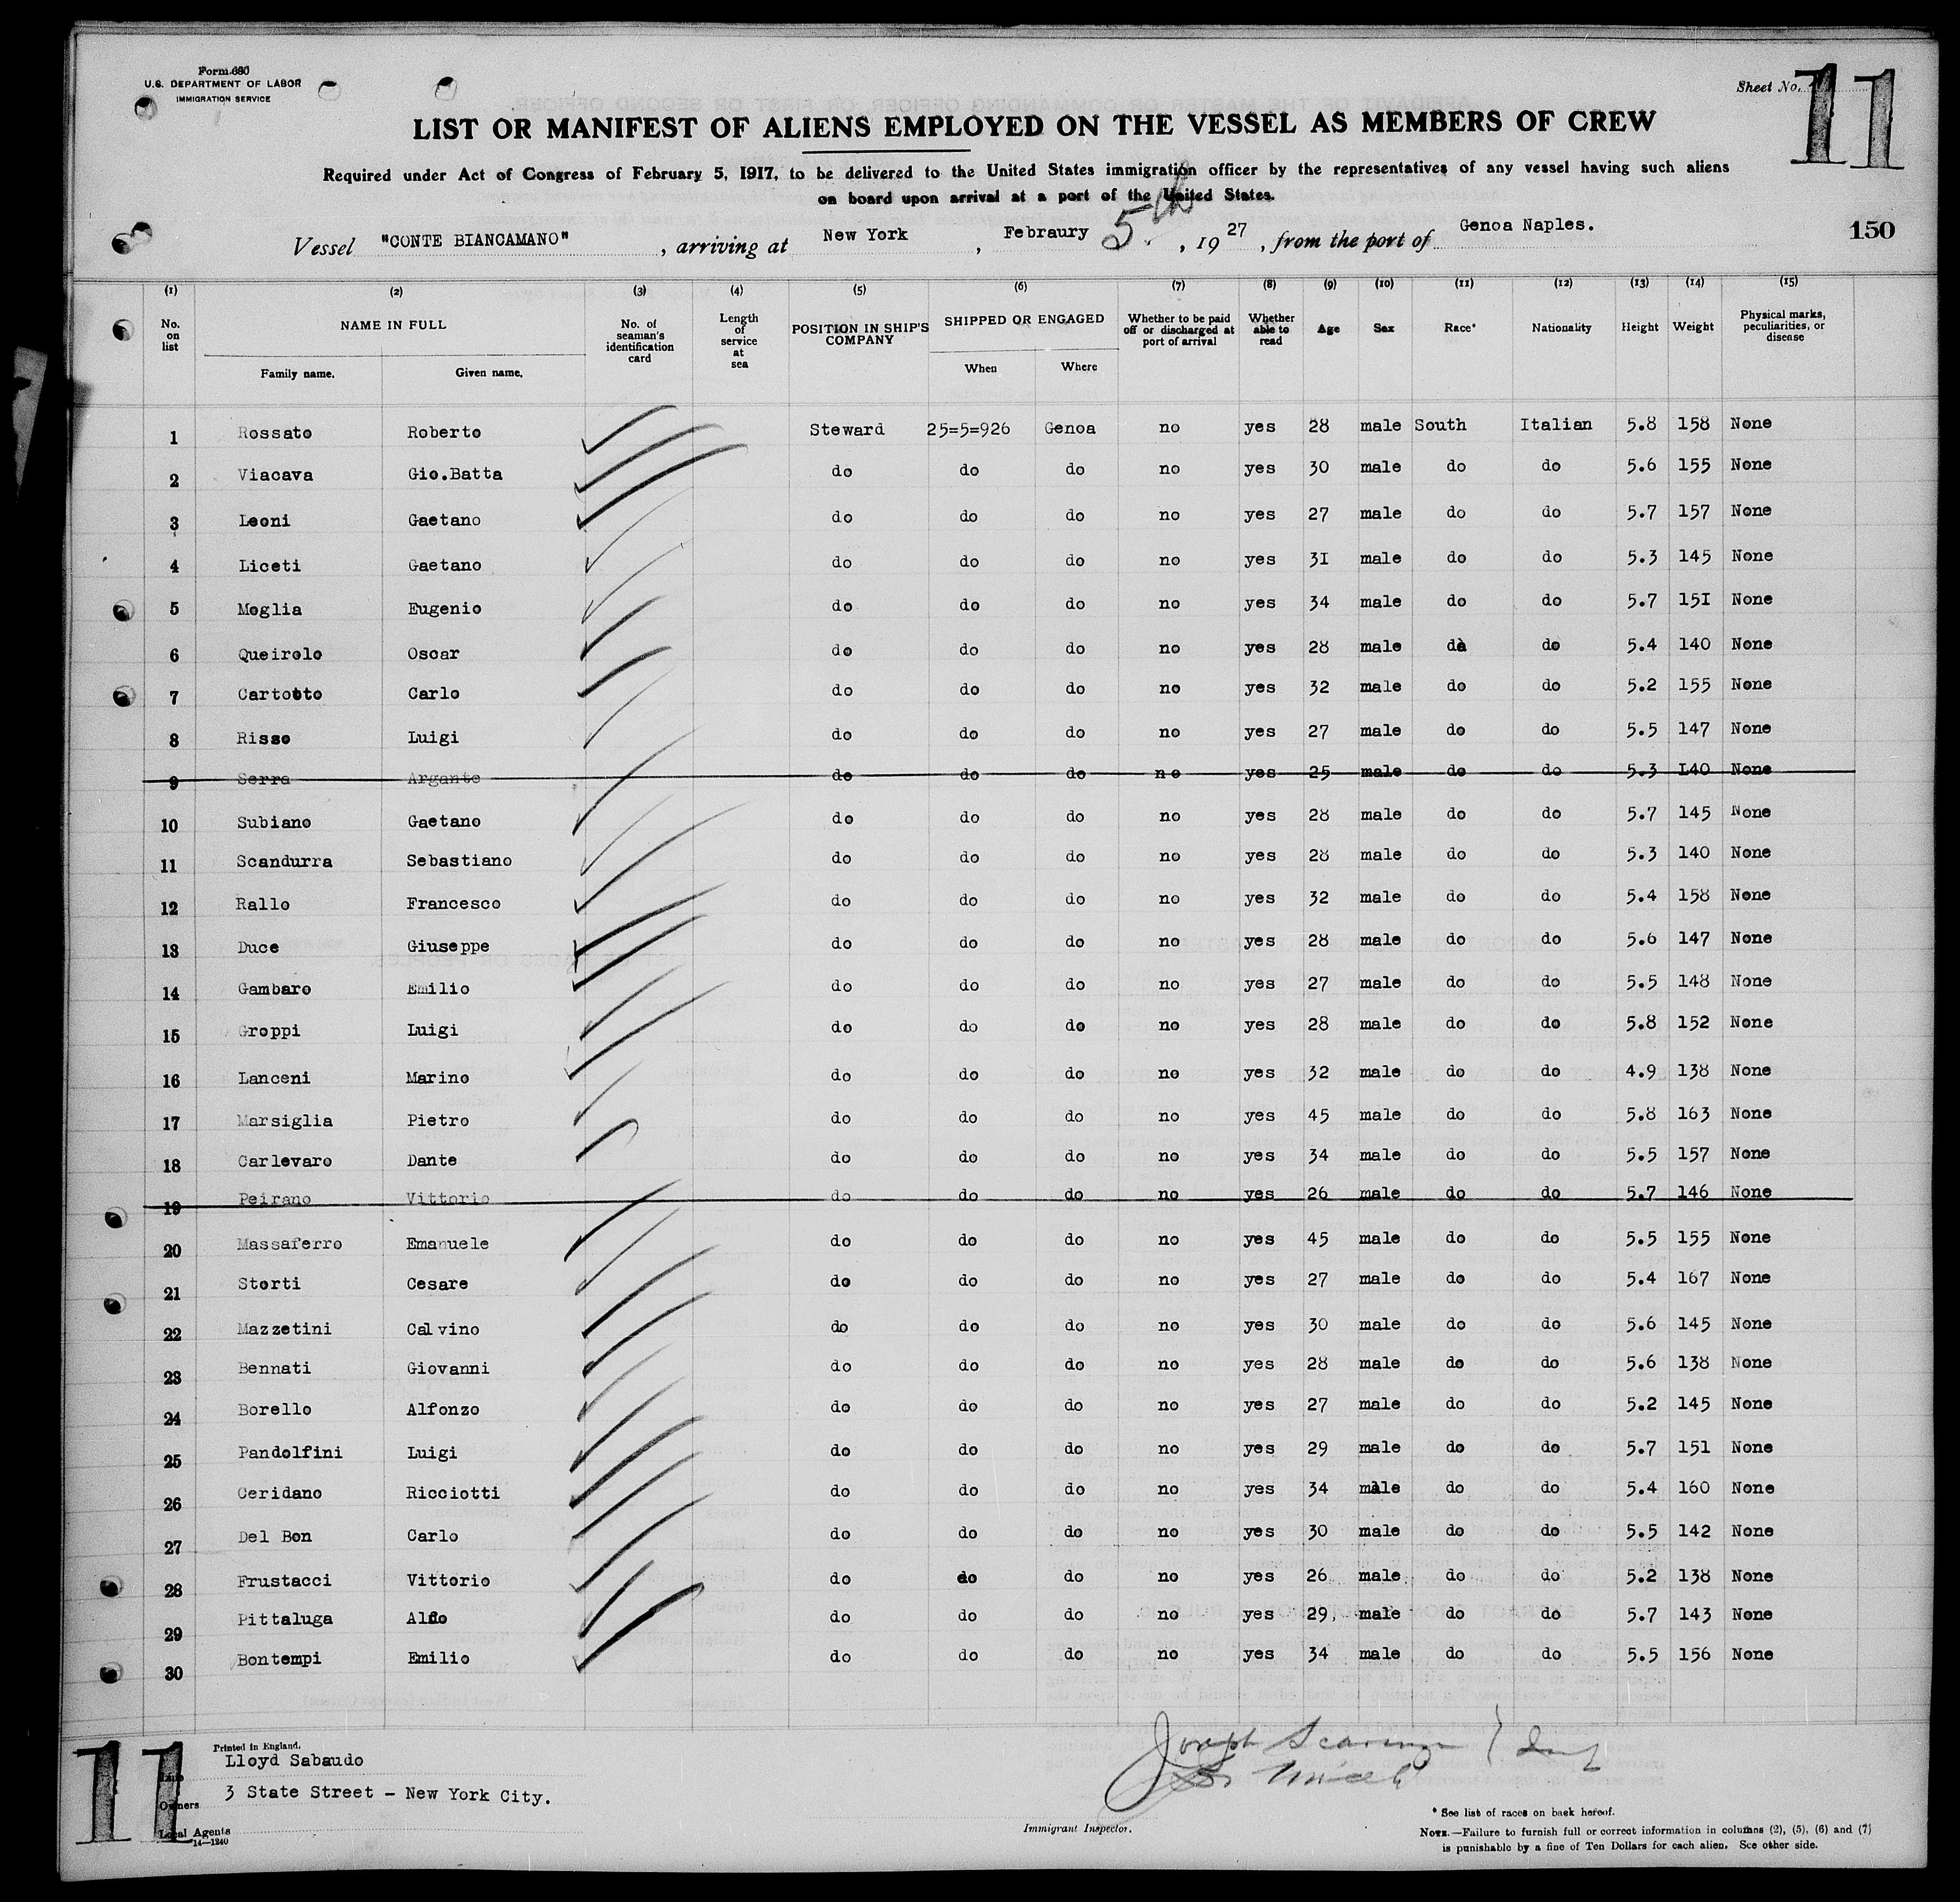 Form 680
U.S. DEPARTMENT OF LABOR
IMMIGRATION SERVICE
Sheet No. 11
LIST OR MANIFEST OF ALIENS EMPLOYED ON THE VESSEL AS MEMBERS OF CREW
Required under Act of Congress of February 5, 1917, to be delivered to the United States immigration officer by the representatives of any vessel having such aliens
on board upon arrival at a port of the United States.
Vessel "CONTE BIANCAMANO", arriving at New York, Febraury 5th, 1927, from the port of Genoa Naples. 150
(1) (2) (3) (4) (5) (6) (7) (8) (9) (10) (11) (12) (13) (14) (15)
No. on list NAME IN FULL Family name. Given name. No. of seaman's identification card Length of service at sea POSITION IN SHIP'S COMPANY SHIPPED OR ENGAGED When Where Whether to be paid off or discharged at port of arrival Whether able to read Age Sex Race* Nationality Height Weight Physical marks, peculiarities, or disease
1 Rossato Roberto Steward 25=5=926 Genoa no yes 28 male South Italian 5.8 158 None
2 Viacava Gio.Batta do do do no yes 30 male do do 5.6 155 None
3 Leoni Gaetano do do do no yes 27 male do do 5.7 157 None
4 Liceti Gaetano do do do no yes 31 male do do 5.3 145 None
5 Moglia Eugenio do do do no yes 34 male do do 5.7 151 None
6 Queirolo Oscar do do do no yes 28 male do do 5.4 140 None
7 Cartotto Carlo do do do no yes 32 male do do 5.2 155 None
8 Risso Luigi do do do no yes 27 male do do 5.5 147 None
9 Serra Argante do do do no yes 25 male do do 5.3 140 None
10 Subiano Gaetano do do do no yes 28 male do do 5.7 145 None
11 Scandurra Sebastiano do do do no yes 28 male do do 5.3 140 None
12 Rallo Francesco do do do no yes 32 male do do 5.4 158 None
13 Duce Giuseppe do do do no yes 28 male do do 5.6 147 None
14 Gambaro Emilio do do do no yes 27 male do do 5.5 148 None
15 Groppi Luigi do do do no yes 28 male do do 5.8 152 None
16 Lanceni Marino do do do no yes 32 male do do 4.9 138 None
17 Marsiglia Pietro do do do no yes 45 male do do 5.8 163 None
18 Carlevaro Dante do do do no yes 34 male do do 5.5 157 None
19 Peirano Vittorio do do do no yes 26 male do do 5.7 146 None
20 Massaferro Emanuele do do do no yes 45 male do do 5.5 155 None
21 Storti Cesare do do do no yes 27 male do do 5.4 167 None
22 Mazzetini Calvino do do do no yes 30 male do do 5.6 145 None
23 Bennati Giovanni do do do no yes 28 male do do 5.6 138 None
24 Borello Alfonzo do do do no yes 27 male do do 5.2 145 None
25 Pandolfini Luigi do do do no yes 29 male do do 5.7 151 None
26 Ceridano Ricciotti do do do no yes 34 male do do 5.4 160 None
27 Del Bon Carlo do do do no yes 30 male do do 5.5 142 None
28 Frustacci Vittorio do do do no yes 26 male do do 5.2 138 None
29 Pittaluga do do do no yes 29 male do do 5.7 143 None
30 Bontempi Emilio do do do no yes 34 male do do 5.5 156 None
11
Printed in England.
Line Lloyd Sabaudo
Owners 3 State Street - New York City.
Local Agents
14—1240
Joseph
Immigrant Inspector.
* See list of races on back hereof.
NOTE.—Failure to furnish full or correct information in columns (2), (5), (6) and (7)
is punishable by a fine of Ten Dollars for each alien. See other side.